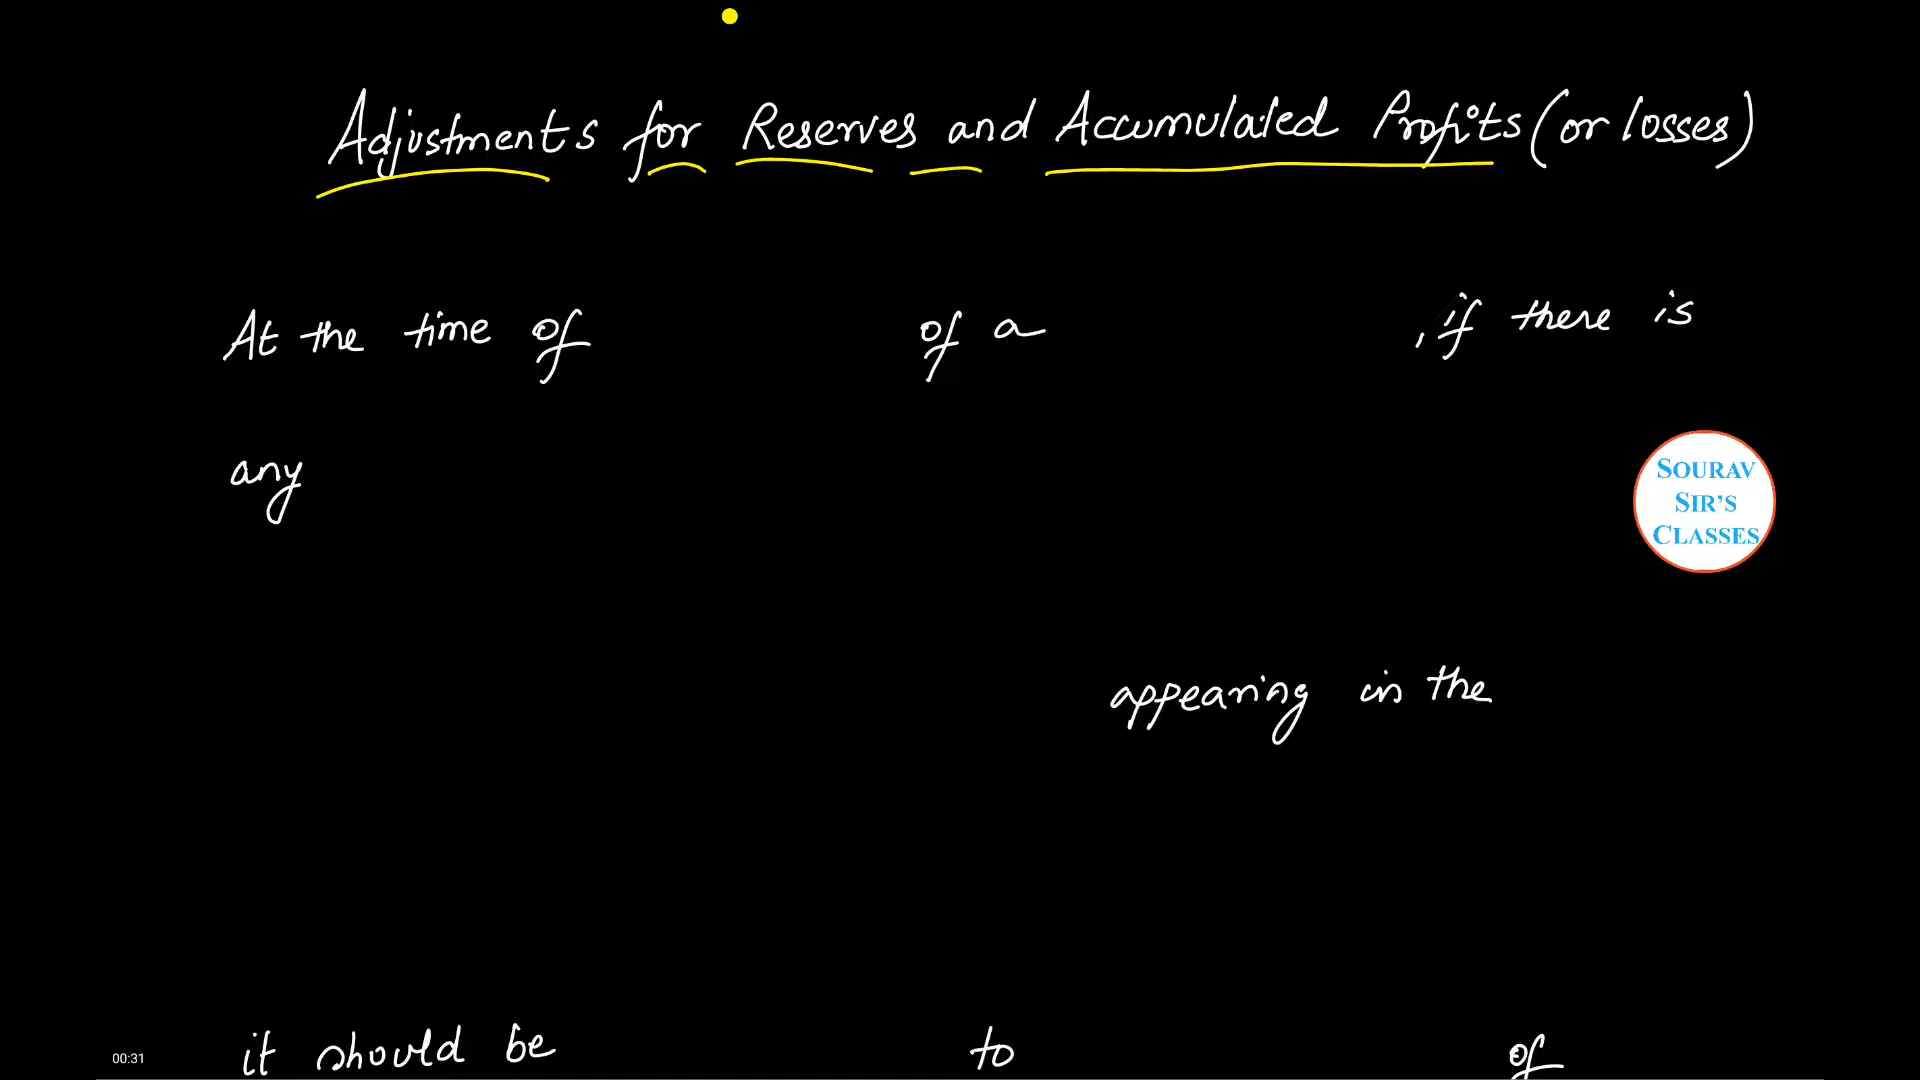 Adjustments for Reserves and Accumulated Profits (or losses)
At the time of of a , if there is
any
SOURAV
SIR'S
CLASSES
appearing in the
it should be to of
00:31